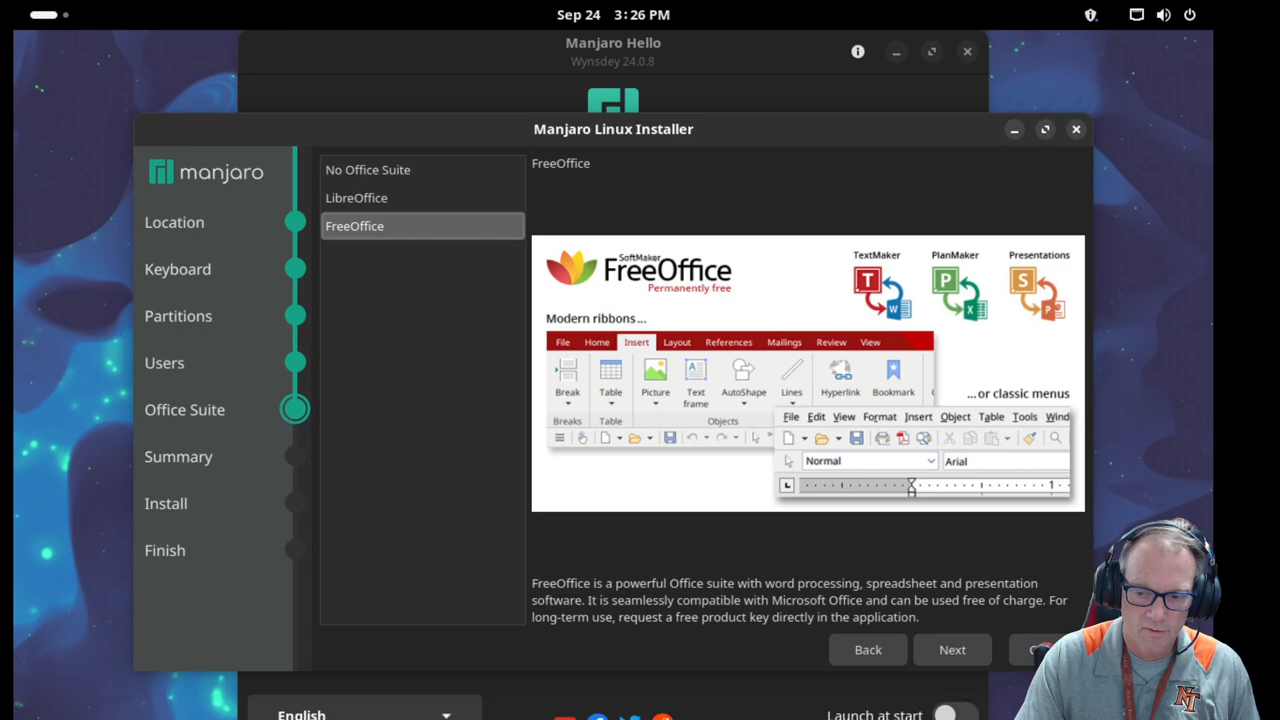 Sep 24 3:26 PM
Manjaro Hello
Wynsdey 24.0.8
Manjaro Linux Installer
manjaro
Location
Keyboard
Partitions
Users
Office Suite
Summary
Install
Finish
No Office Suite
LibreOffice
FreeOffice
FreeOffice
SoftMaker
FreeOffice
Permanently free
TextMaker
PlanMaker
Presentations
T
W
P
X
S
P
Modern ribbons...
File Home Insert Layout References Mailings Review View
Break
Table
Picture
Text frame
AutoShape
Lines
Hyperlink
Bookmark
Breaks
Table
Objects
...or classic menus
File Edit View Format Insert Object Table Tools Wind
Normal
Arial
L
1
FreeOffice is a powerful Office suite with word processing, spreadsheet and presentation
software. It is seamlessly compatible with Microsoft Office and can be used free of charge. For
long-term use, request a free product key directly in the application.
Back
Next
English
Launch at start
NT